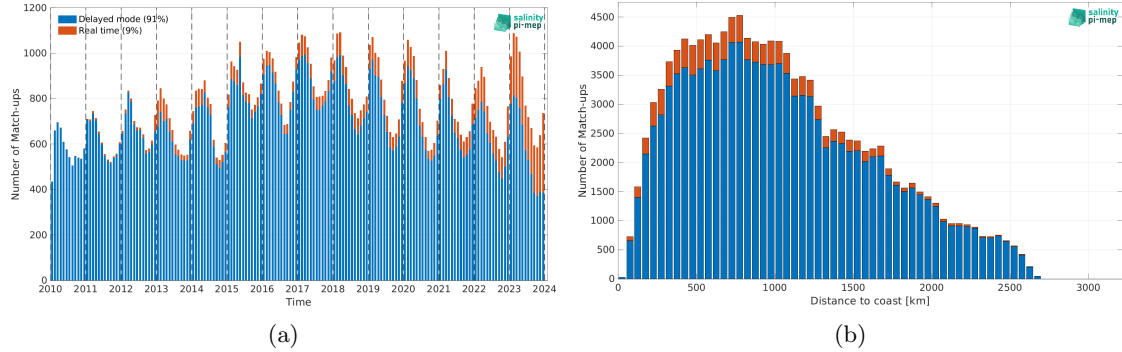 Delayed mode (91%)
Real time (9%)
salinity
pi-mep
1200
1000
800
600
400
200
0
Number of Match-ups
2010 2011 2012 2013 2014 2015 2016 2017 2018 2019 2020 2021 2022 2023 2024
Time
(a)
salinity
pi-mep
4500
4000
3500
3000
2500
2000
1500
1000
500
0
Number of Match-ups
0 500 1000 1500 2000 2500 3000
Distance to coast [km]
(b)